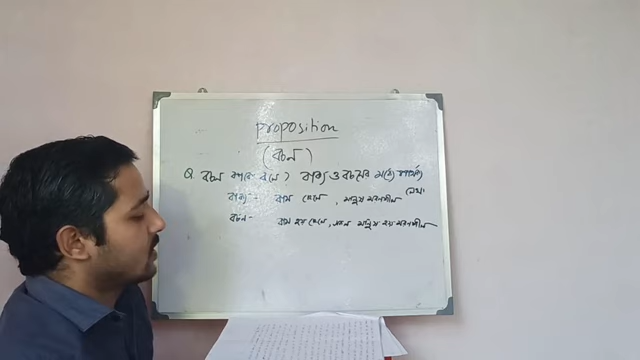 Proposition
(বচন)
Q বচন কাকে বলে? বাক্য ও বচনের মধ্যে পার্থক্য
লেখ।
বাক্য - রাম ছেলে, মানুষ মরণশীল
বচন - রাম হয় ছেলে, সকল মানুষ হয় মরণশীল